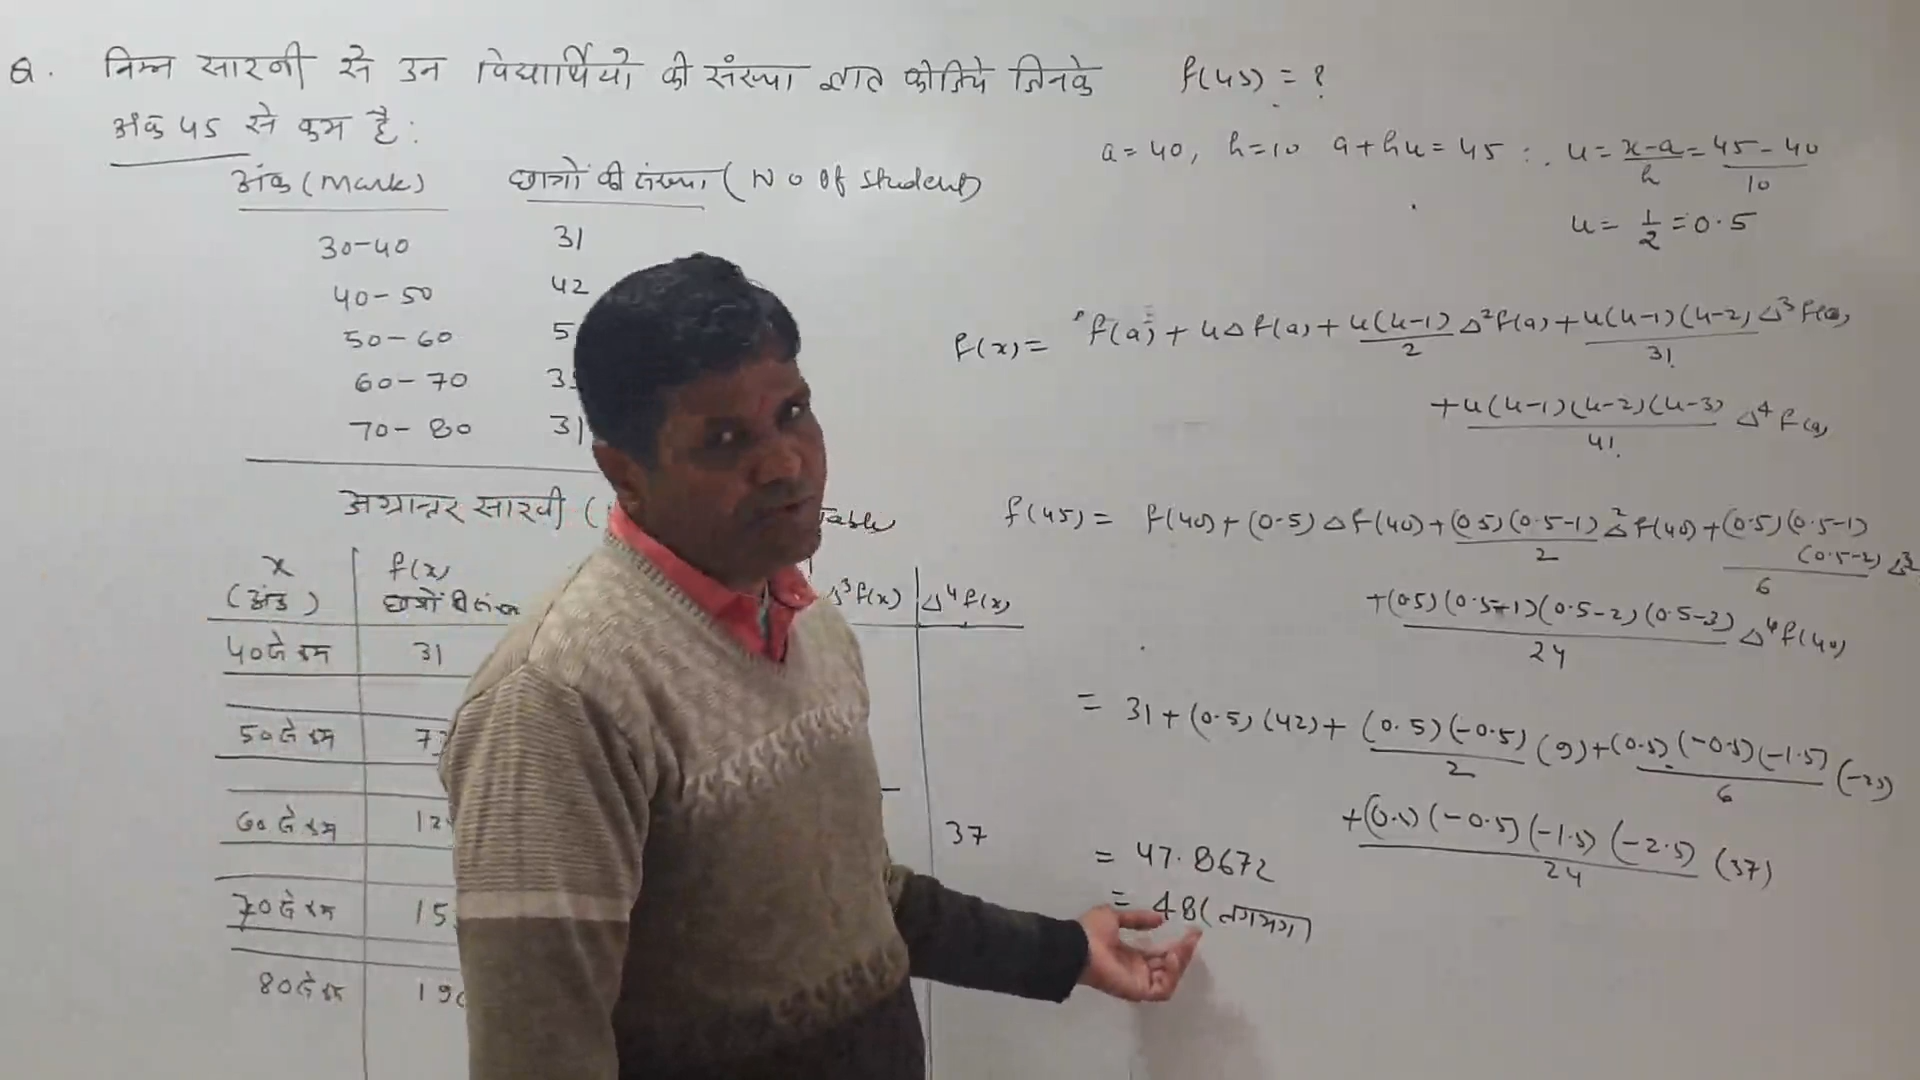 Q. निम्न सारणी से उन विद्यार्थियो की संख्या ज्ञात कीजिये जिनके
अंक 45 से कम है :
अंक (Mark) छात्रों की संख्या (No of Student)
30-40 31
40-50 42
50-60 5
60-70 3
70-80 31
अग्रान्तर सारणी ( Table
x (अंक) f(x) छात्रों की संख्या Δ³f(x) Δ⁴f(x)
40 से कम 31
50 से कम 7
60 से कम 12 37
70 से कम 15
80 से कम 19
f(45) = ?
a = 40, h=10 a+hu = 45 ∴ u = x-a/h = 45-40/10
u = 1/2 = 0.5
f(x) = f(a) + uΔf(a) + u(u-1)/2 Δ²f(a) + u(u-1)(u-2)/3! Δ³f(a)
+ u(u-1)(u-2)(u-3)/4! Δ⁴f(a)
f(45) = f(40) + (0.5) Δf(40) + (0.5)(0.5-1)/2 Δ²f(40) + (0.5)(0.5-1)(0.5-2)/6 Δ³
+ (0.5)(0.5-1)(0.5-2)(0.5-3)/24 Δ⁴f(40)
= 31 + (0.5)(42) + (0.5)(-0.5)/2 (9) + (0.5)(-0.5)(-1.5)/6 (-25)
+ (0.5)(-0.5)(-1.5)(-2.5)/24 (37)
= 47.8672
= 48 (लगभग)